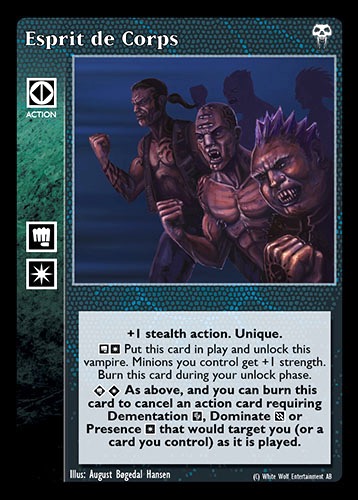 Esprit de Corps
ACTION
+1 stealth action. Unique.
Put this card in play and unlock this
vampire. Minions you control get +1 strength.
Burn this card during your unlock phase.
As above, and you can burn this
card to cancel an action card requiring
Dementation, Dominate or
Presence that would target you (or a
card you control) as it is played.
Illus: August Bøgedal Hansen
(C) White Wolf Entertainment AB